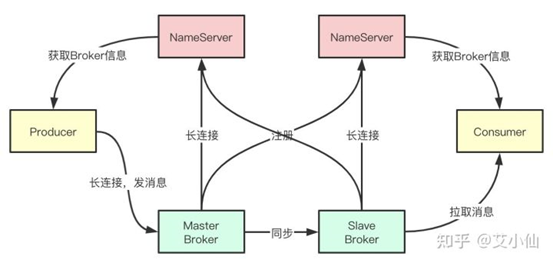 NameServer
NameServer
获取Broker信息
获取Broker信息
Producer
长连接
注册
长连接
Consumer
长连接，发消息
拉取消息
Master
Broker
同步
Slave
Broker
知乎 @艾小仙